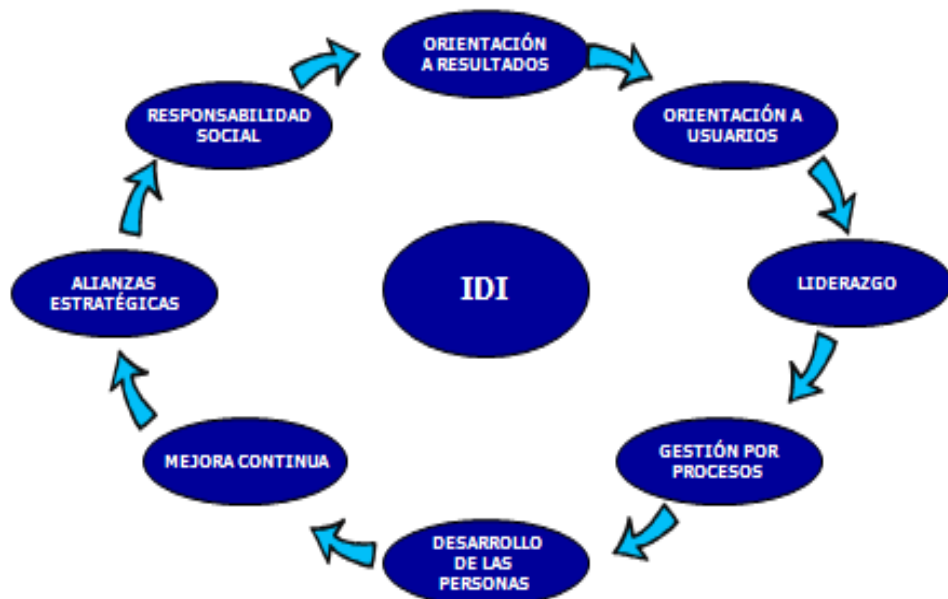 ORIENTACIÓN
A RESULTADOS
ORIENTACIÓN A
USUARIOS
LIDERAZGO
GESTIÓN POR
PROCESOS
DESARROLLO
DE LAS
PERSONAS
MEJORA CONTINUA
ALIANZAS
ESTRATÉGICAS
RESPONSABILIDAD
SOCIAL
IDI